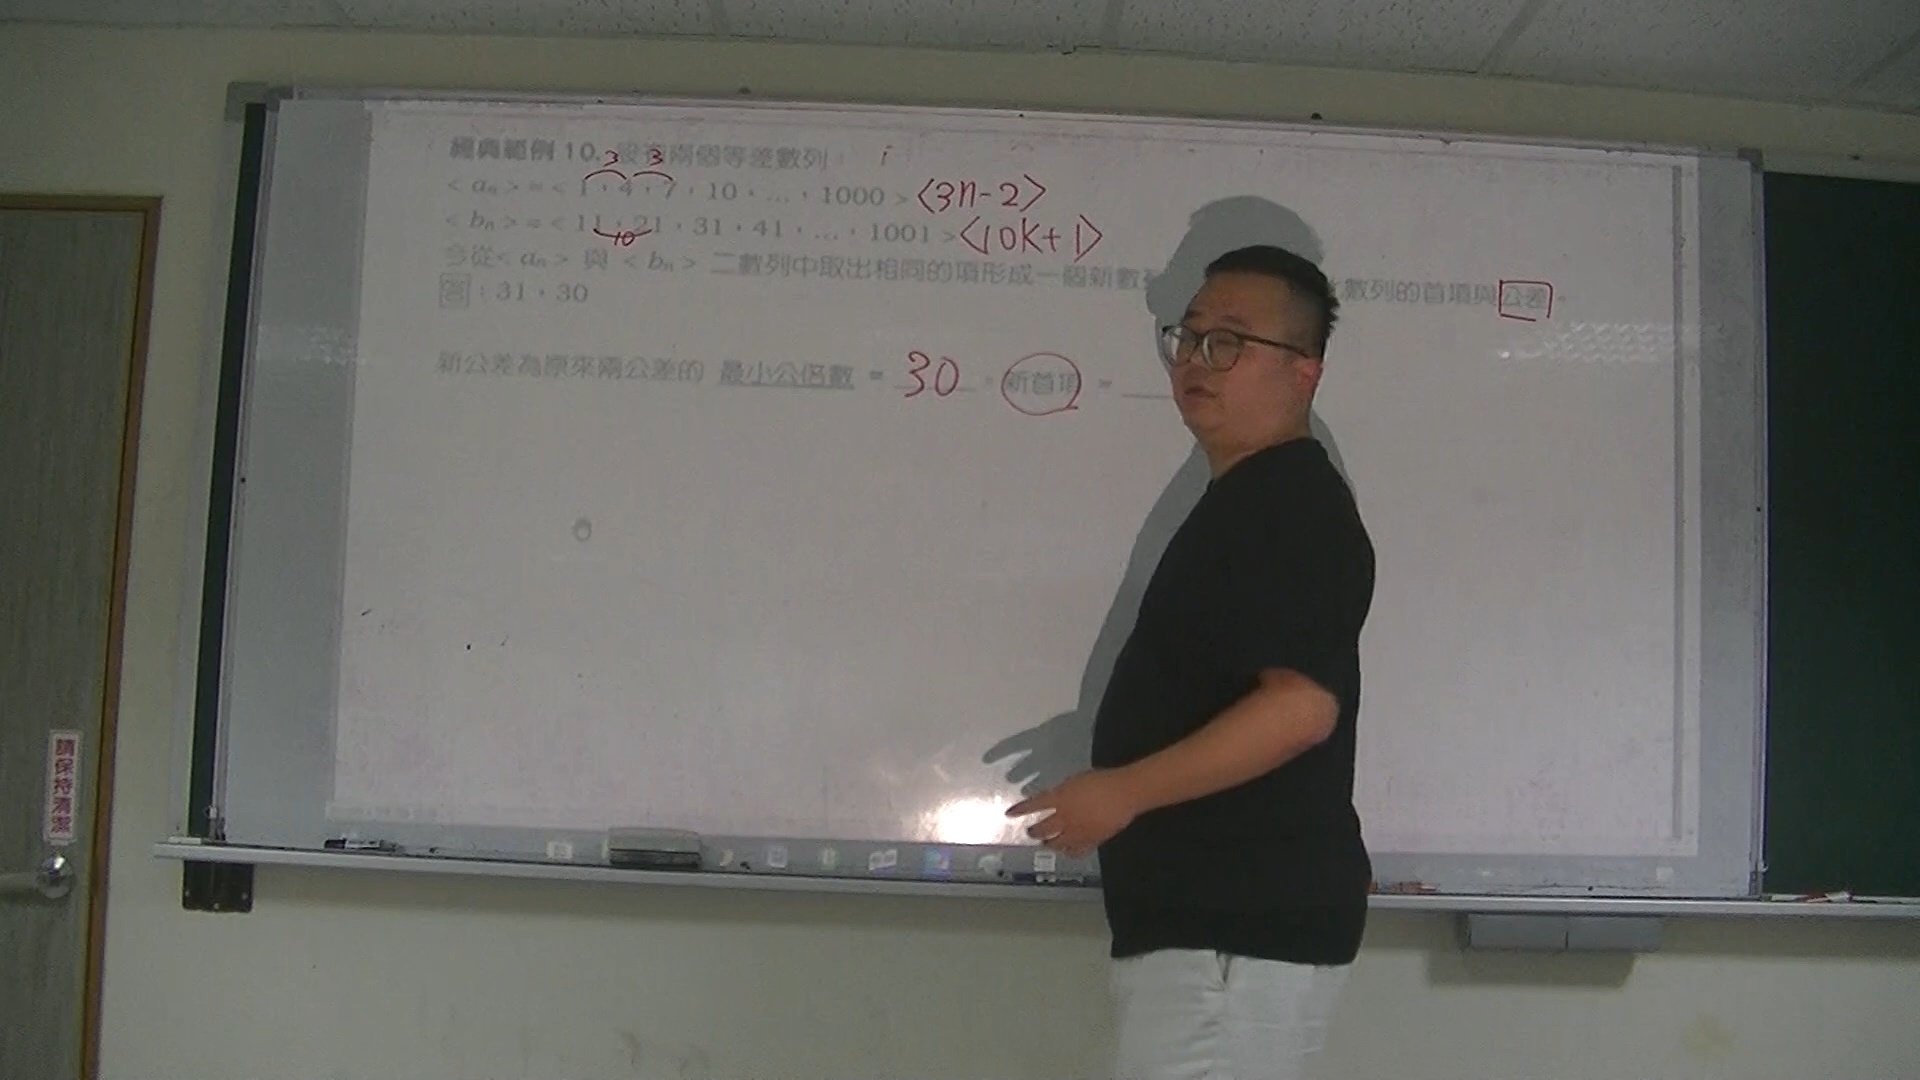 經典範例 10. 設有兩個等差數列: i
3 3
< aₙ > = < 1, 4, 7, 10, …, 1000 > <3n-2>
< bₙ > = < 11, 21, 31, 41, …, 1001 > <10k+1>
10
今從< aₙ > 與 < bₙ > 二數列中取出相同的項形成一個新數列 數列的首項與公差。
答:31,30
新公差為原來兩公差的 最小公倍數 = 30 。新首項 =
請保持清潔